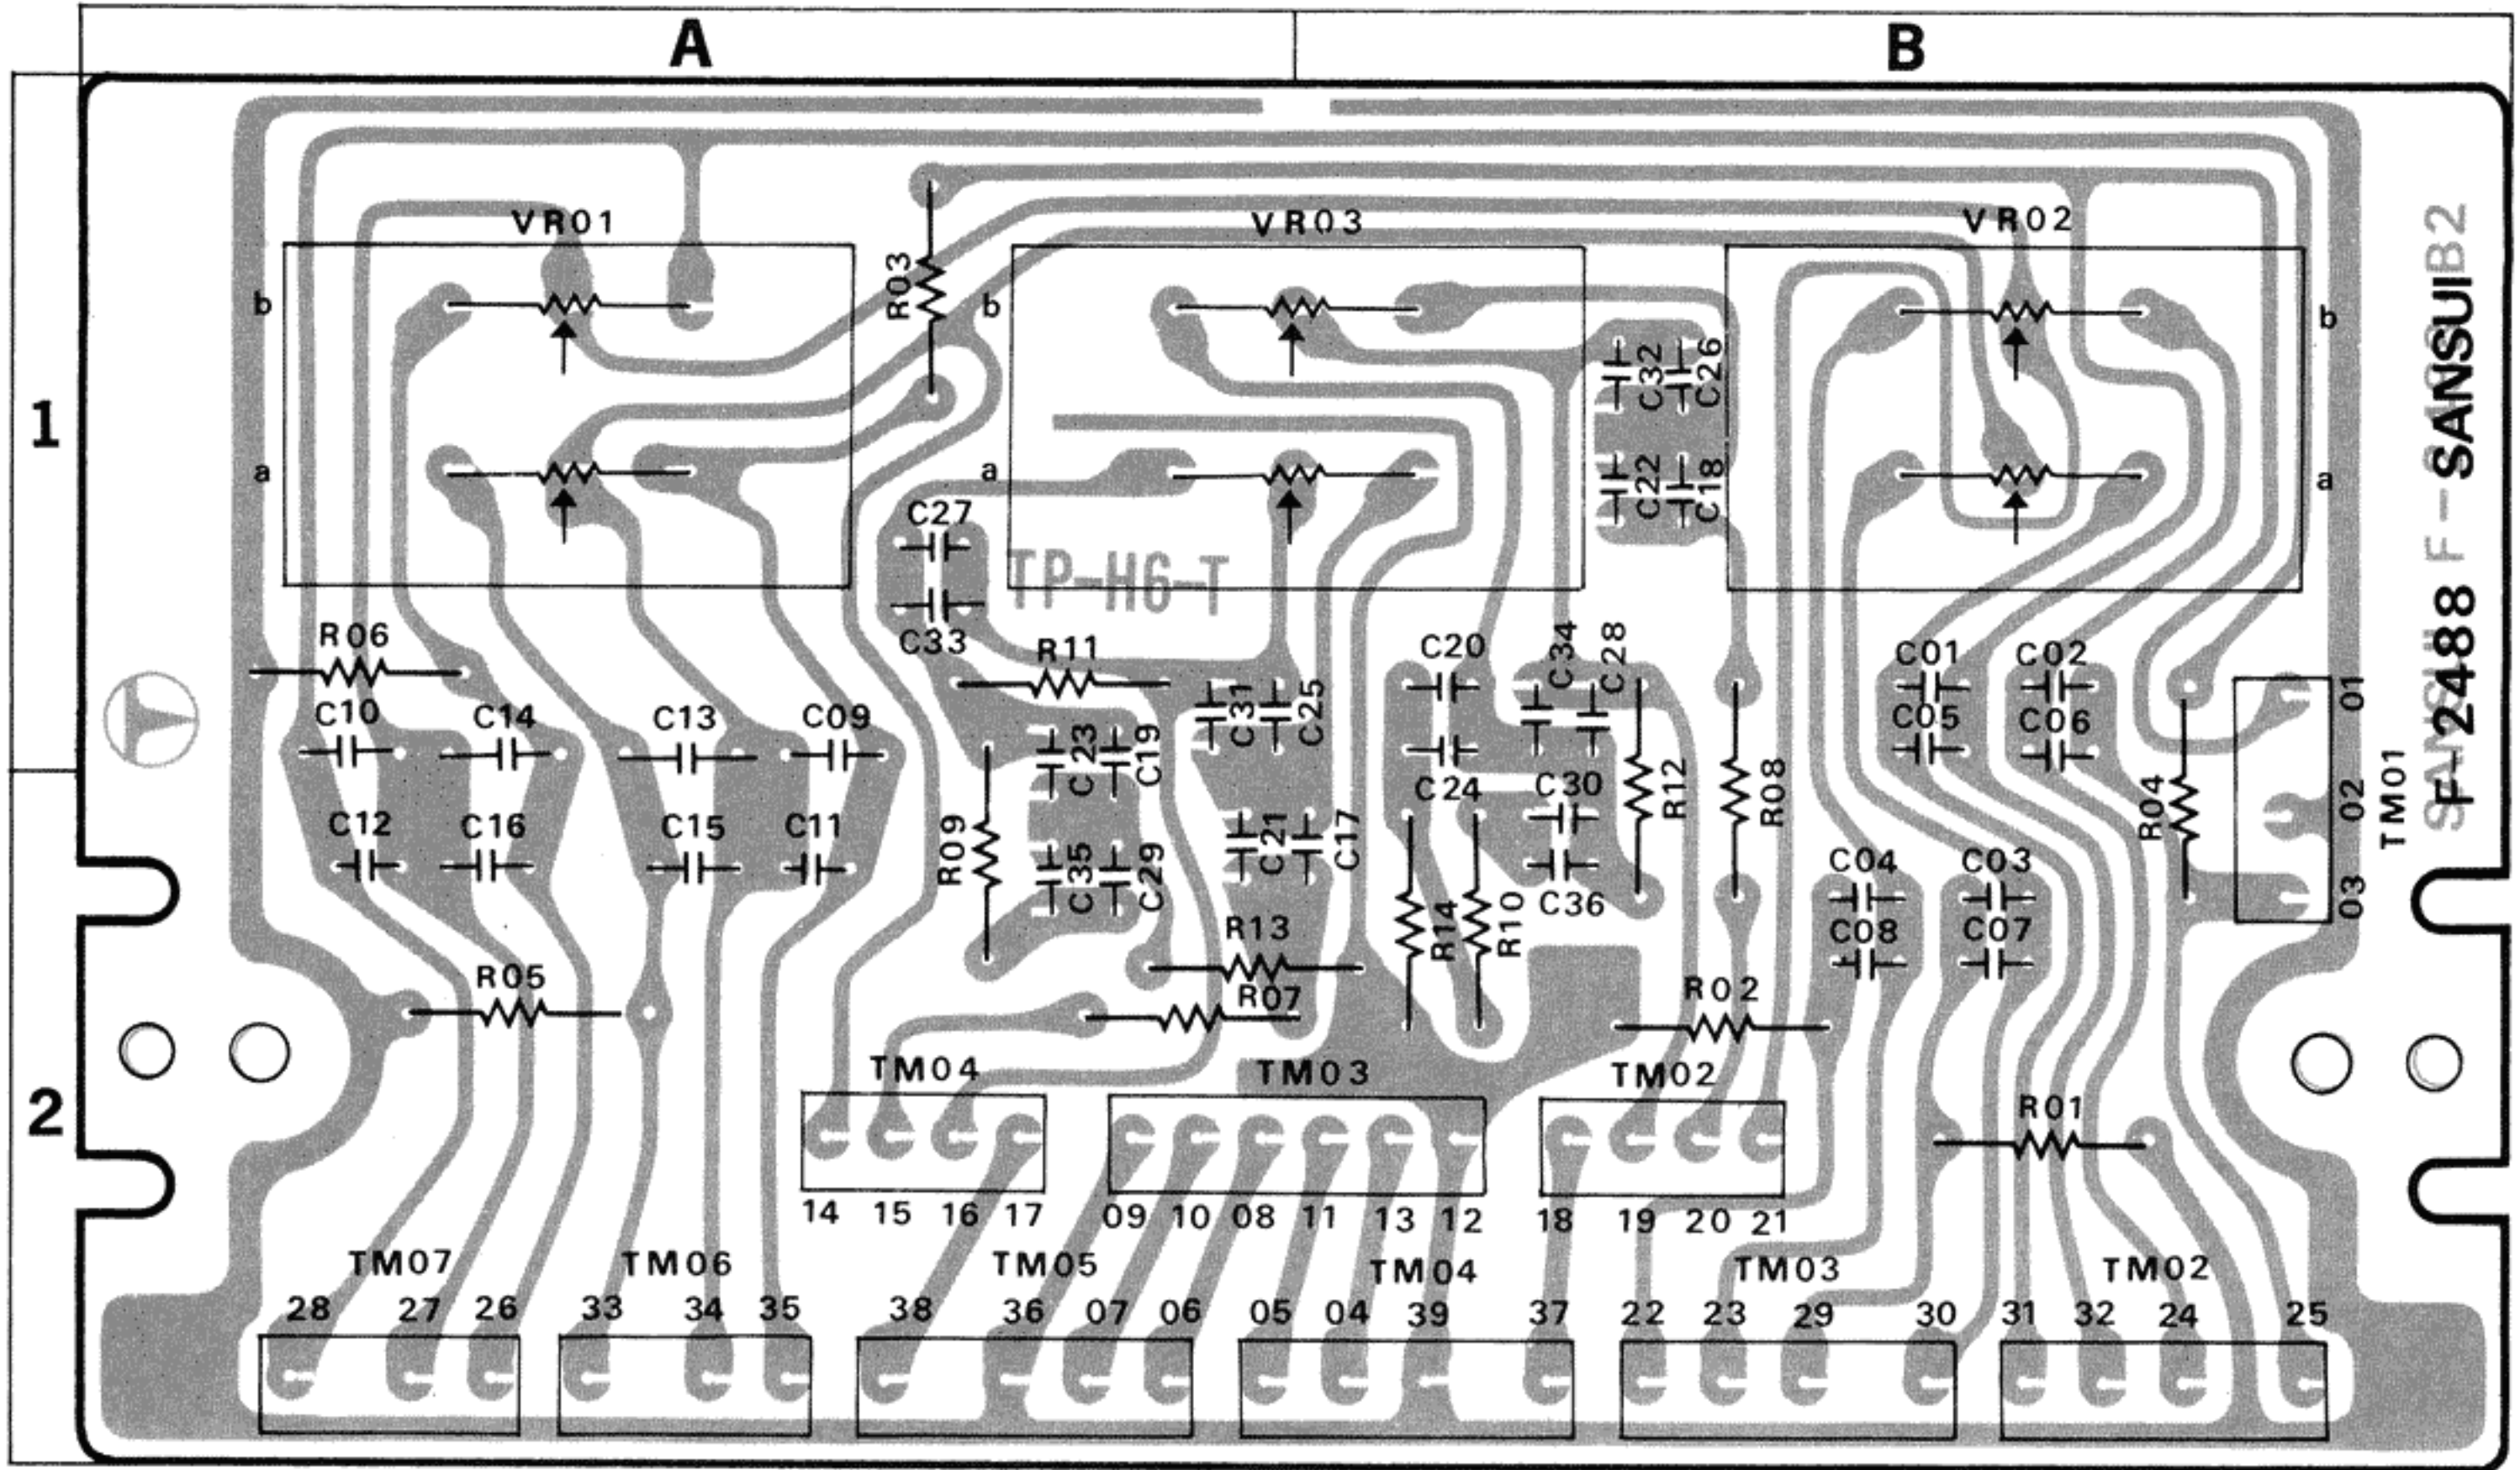 A B
VR01 VR03 VR02
R03
b b b
C32 C26
1
a a a
C22 C18
C27
TP-H6-T
C33
SANSUI
F-2488
R06 R11 C20 C34 C28 C01 C02
C10 C14 C13 C09 C31 C25 C05 C06
C23 C19
01
02
03
TM01
C24 C30 R12 R08 R04
C12 C16 C15 C11 R09 C21 C17
C35 C29 C36 C04 C03
R13 R14 R10 C08 C07
R05 R07 R02
TM04 TM03 TM02
2
R01
14 15 16 17 09 10 08 11 13 12 18 19 20 21
TM07 TM06 TM05 TM04 TM03 TM02
28 27 26 33 34 35 38 36 07 06 05 04 39 37 22 23 29 30 31 32 24 25